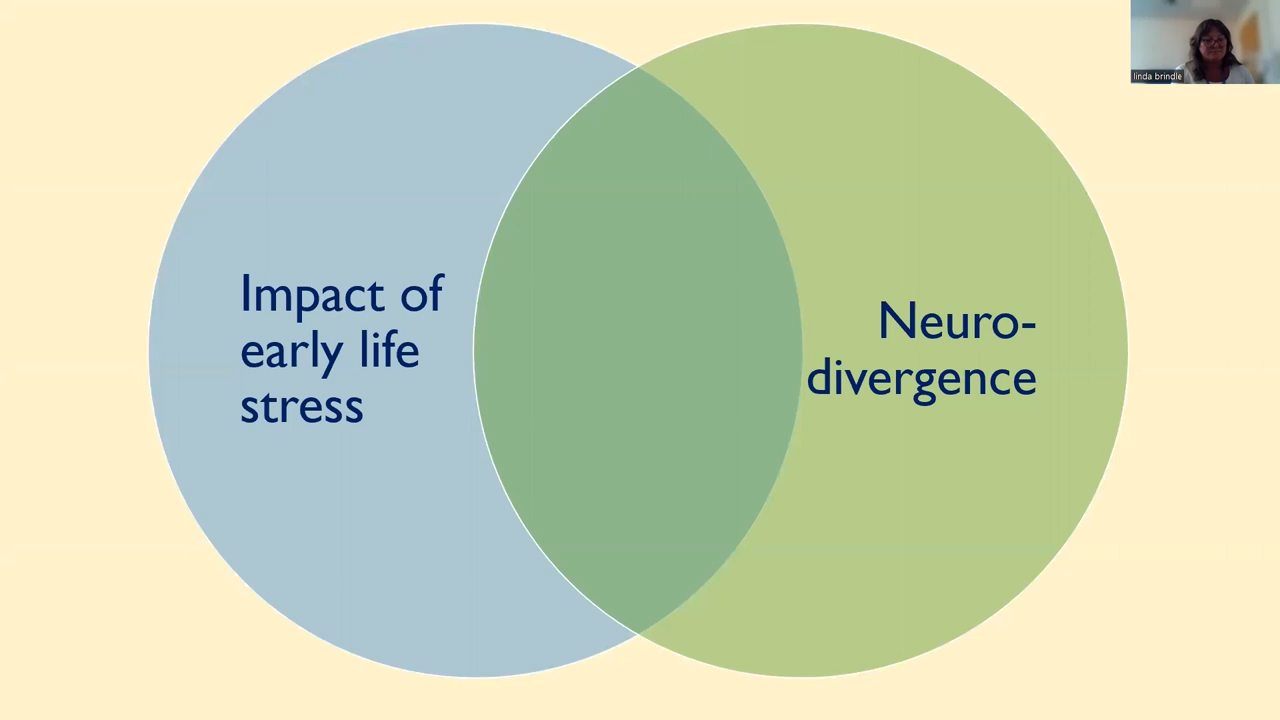 linda brindle
Impact of
early life
stress
Neuro-
divergence